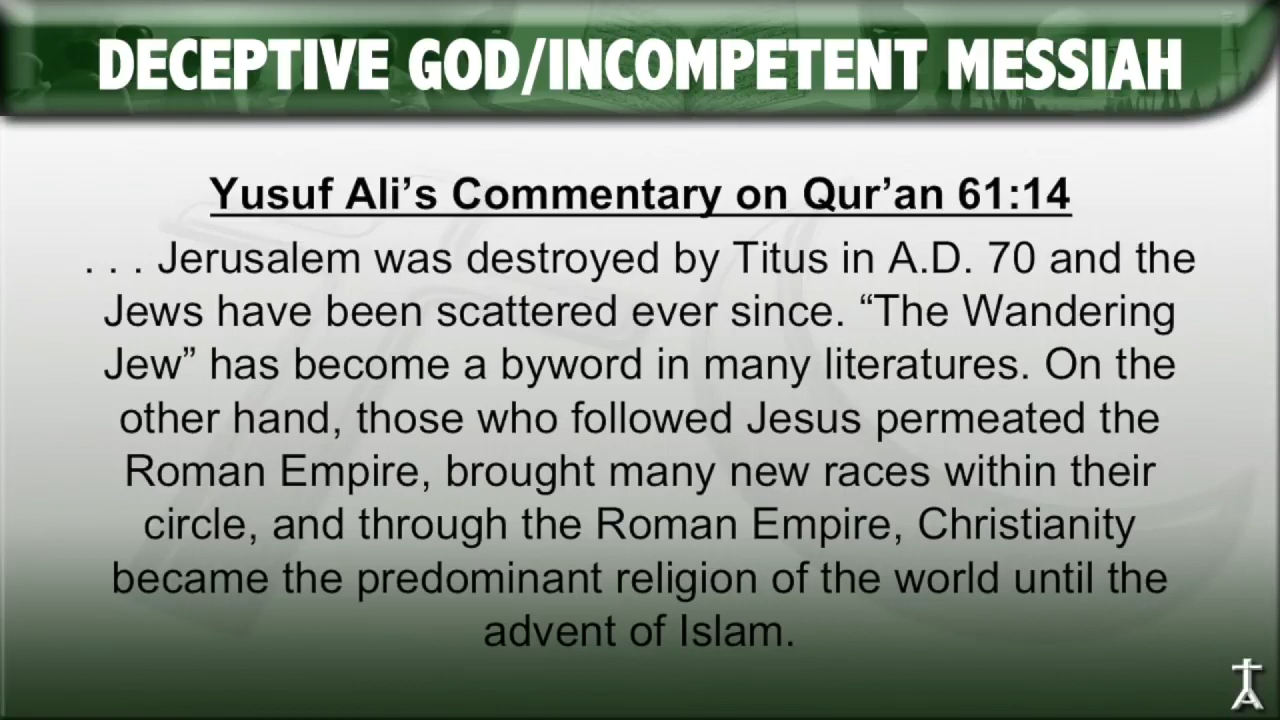 DECEPTIVE GOD/INCOMPETENT MESSIAH
Yusuf Ali’s Commentary on Qur’an 61:14
. . . Jerusalem was destroyed by Titus in A.D. 70 and the
Jews have been scattered ever since. “The Wandering
Jew” has become a byword in many literatures. On the
other hand, those who followed Jesus permeated the
Roman Empire, brought many new races within their
circle, and through the Roman Empire, Christianity
became the predominant religion of the world until the
advent of Islam.